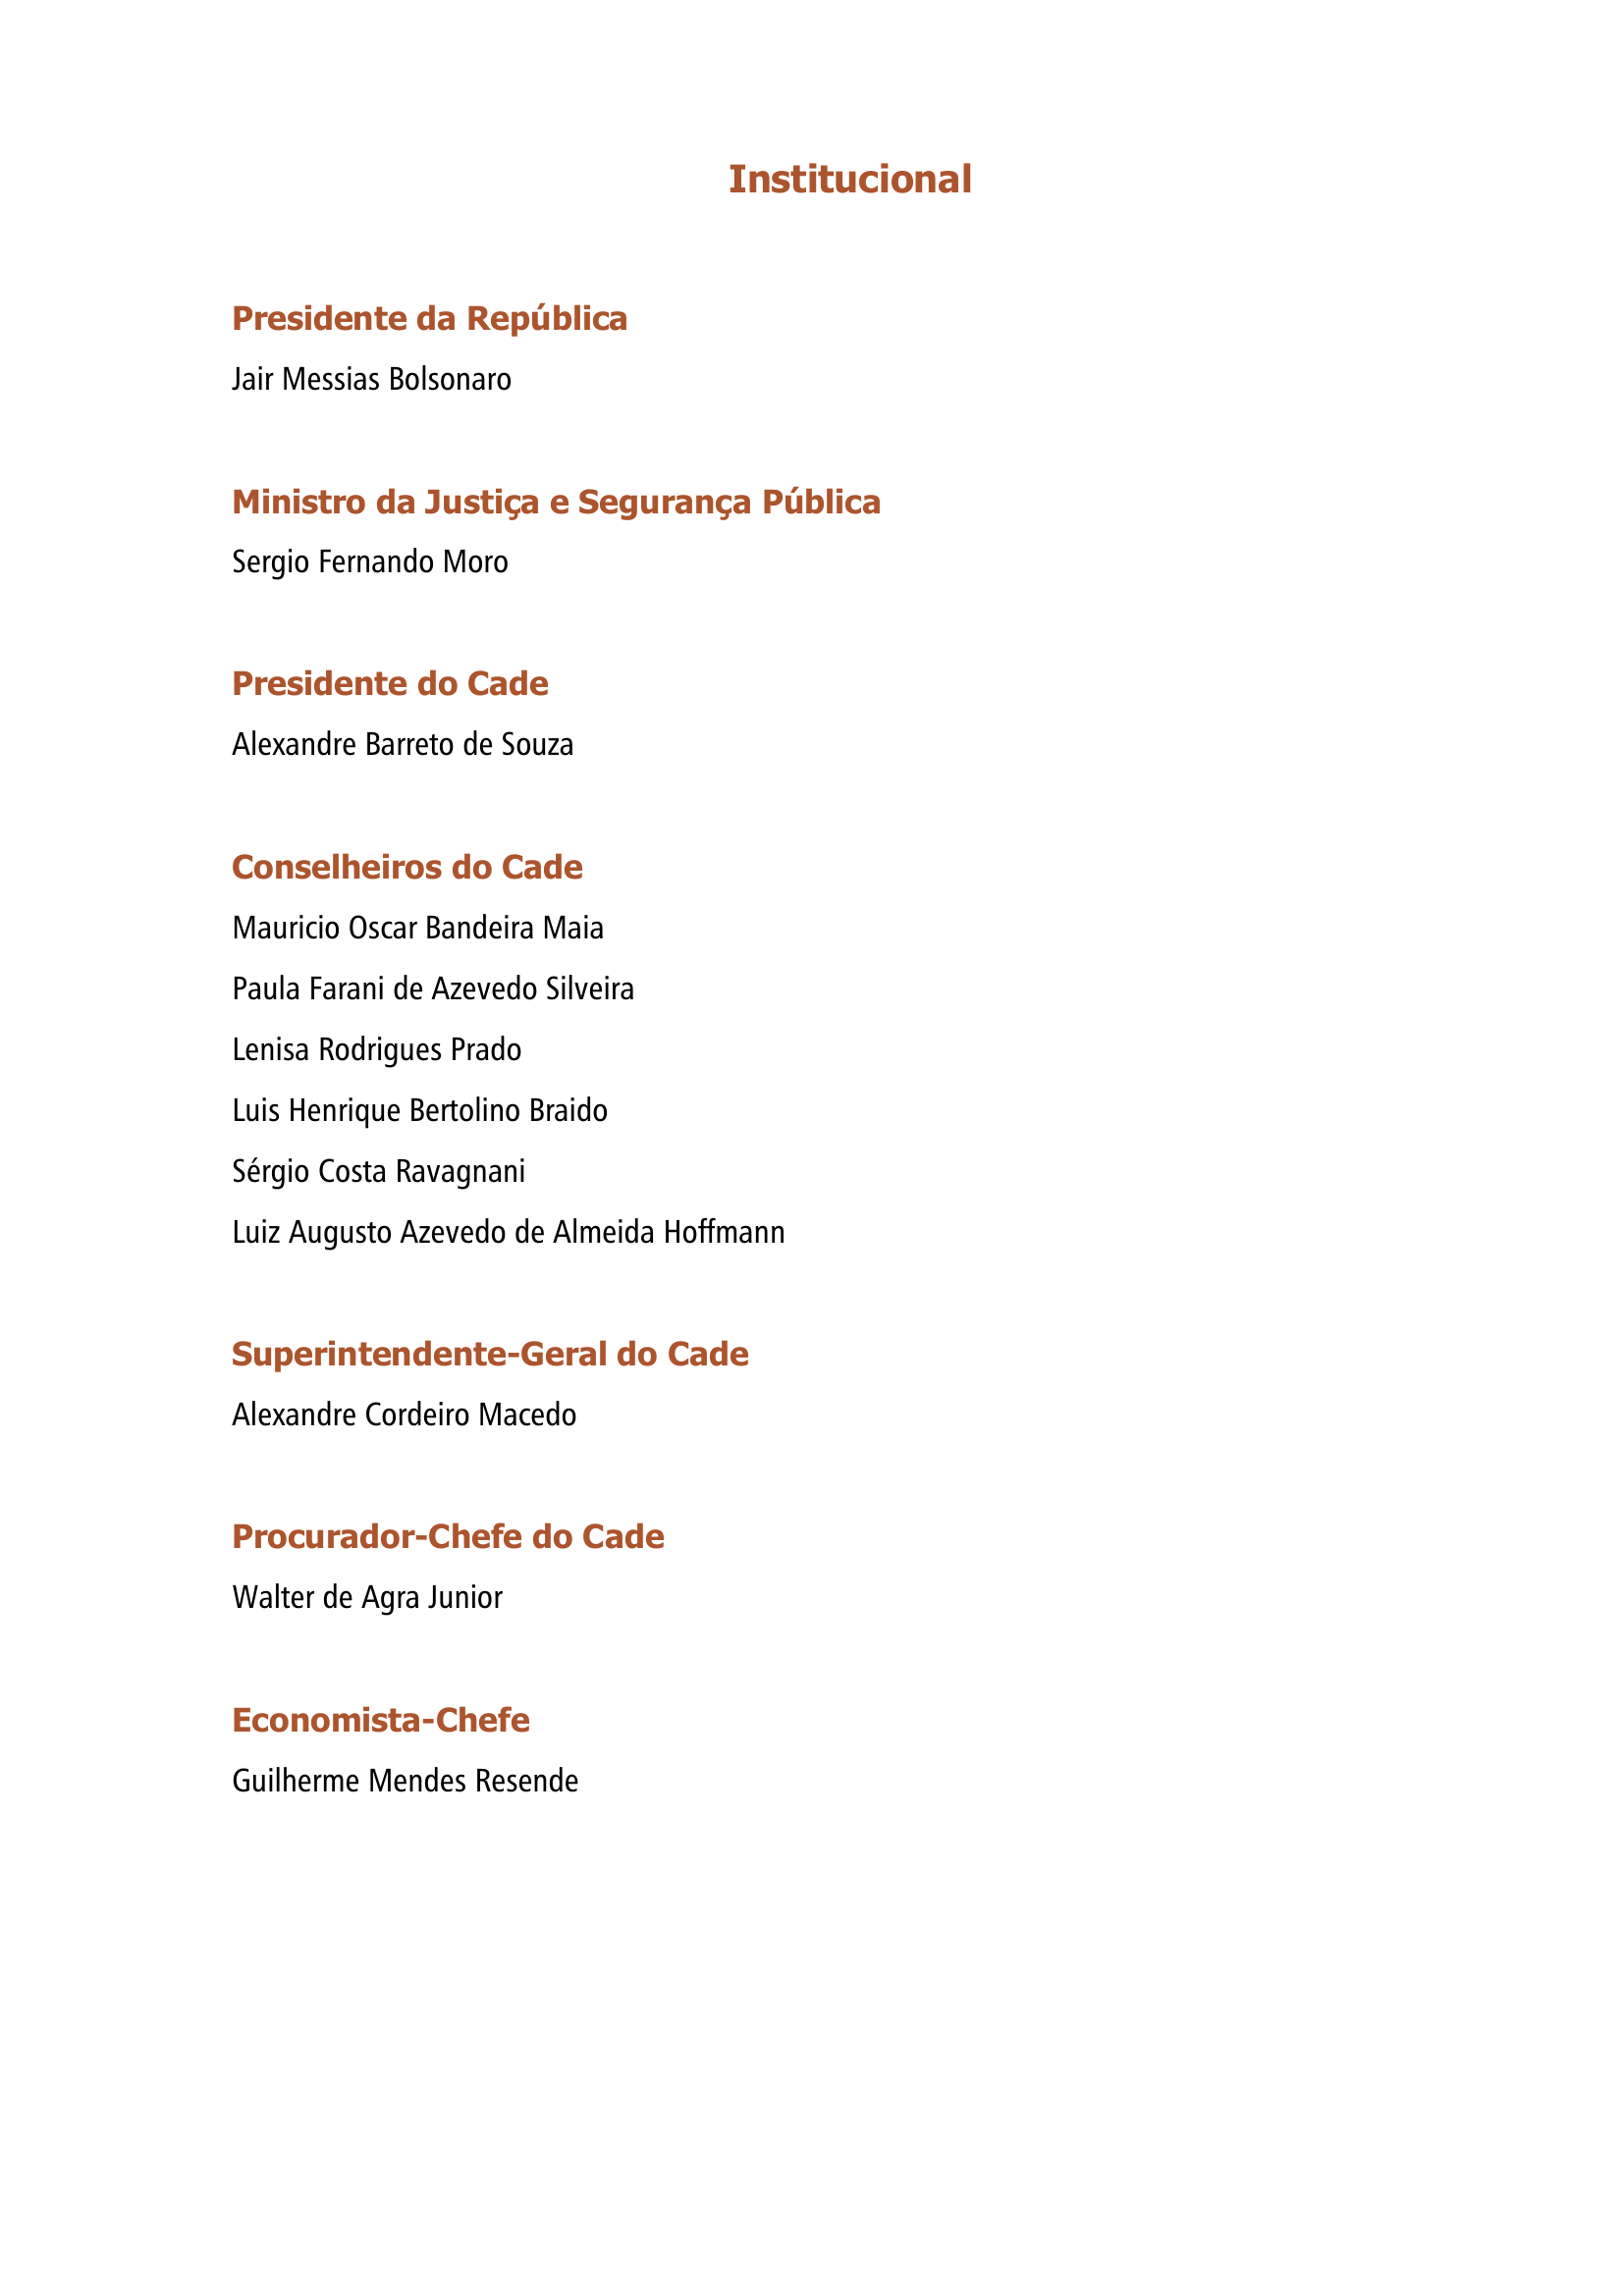 Institucional
Presidente da República
Jair Messias Bolsonaro
Ministro da Justiça e Segurança Pública
Sergio Fernando Moro
Presidente do Cade
Alexandre Barreto de Souza
Conselheiros do Cade
Mauricio Oscar Bandeira Maia
Paula Farani de Azevedo Silveira
Lenisa Rodrigues Prado
Luis Henrique Bertolino Braido
Sérgio Costa Ravagnani
Luiz Augusto Azevedo de Almeida Hoffmann
Superintendente-Geral do Cade
Alexandre Cordeiro Macedo
Procurador-Chefe do Cade
Walter de Agra Junior
Economista-Chefe
Guilherme Mendes Resende